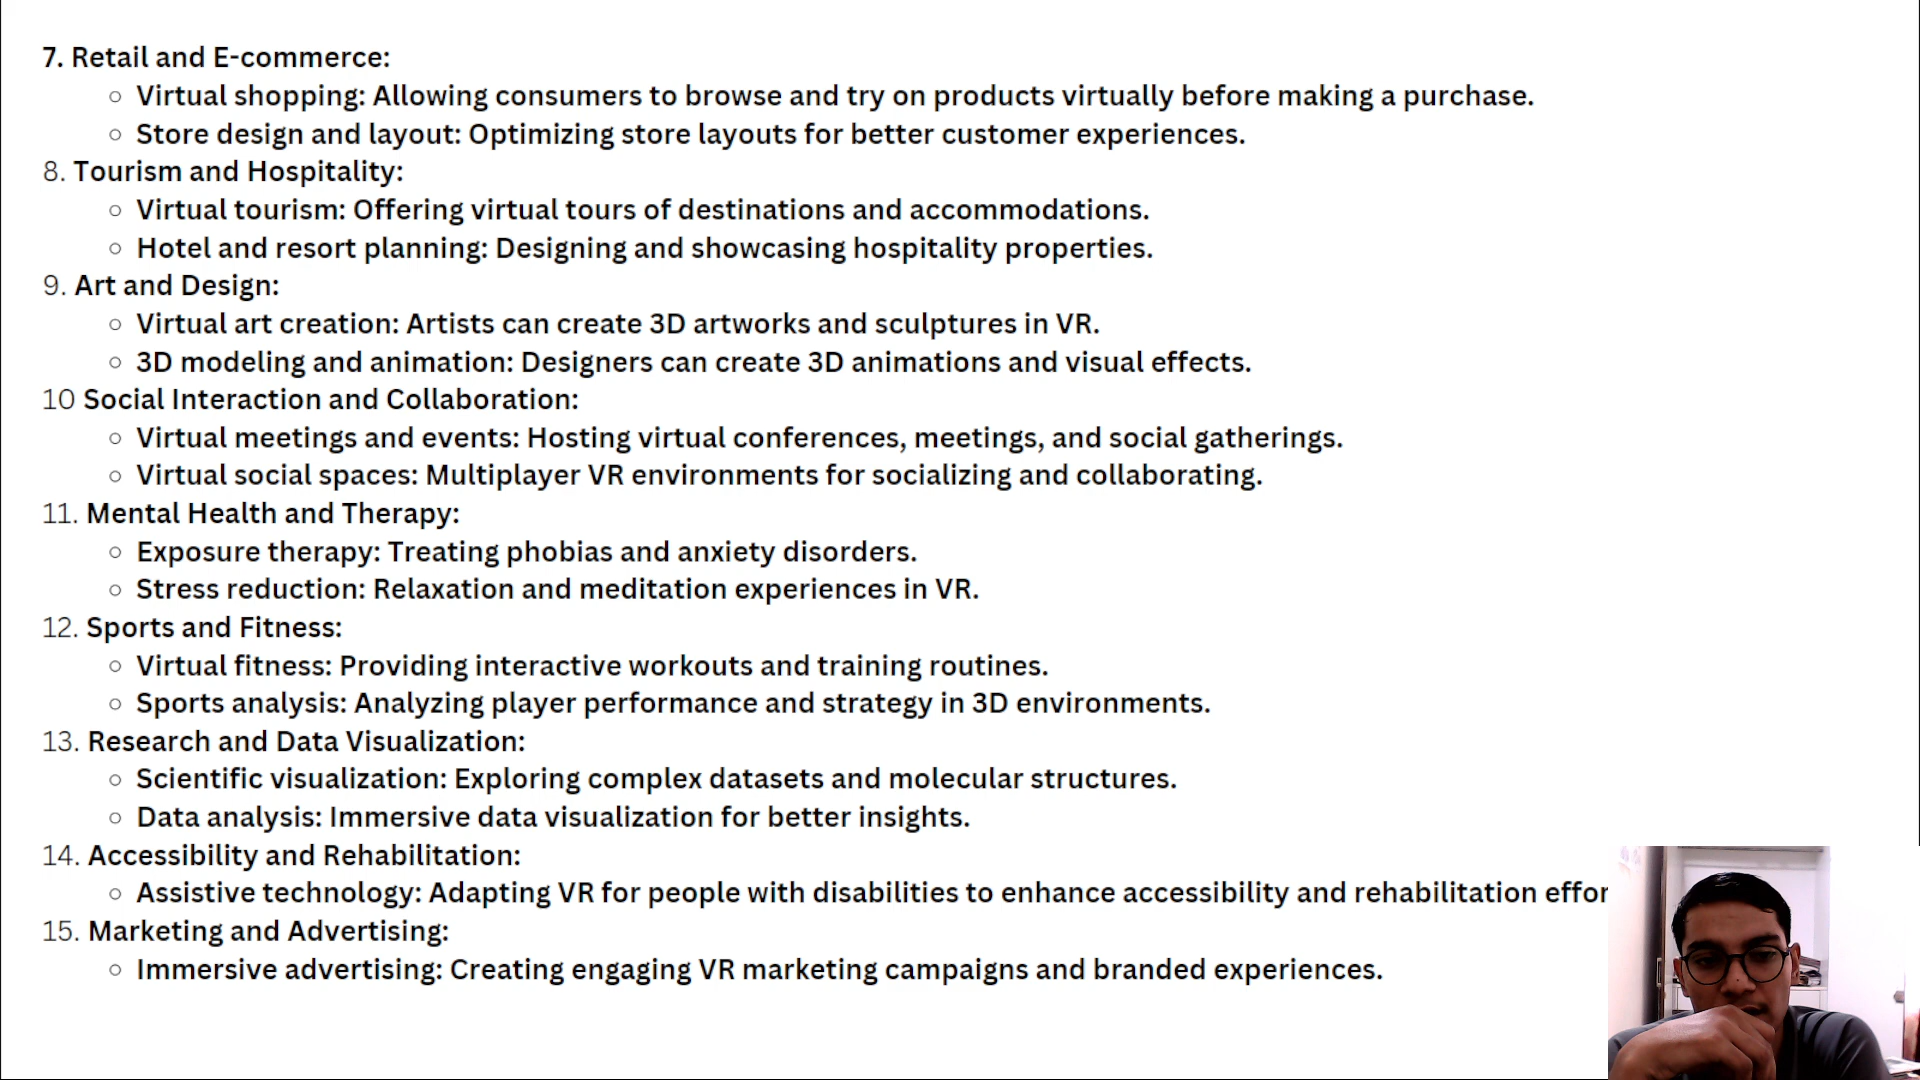 7. Retail and E-commerce:
○ Virtual shopping: Allowing consumers to browse and try on products virtually before making a purchase.
○ Store design and layout: Optimizing store layouts for better customer experiences.
8. Tourism and Hospitality:
○ Virtual tourism: Offering virtual tours of destinations and accommodations.
○ Hotel and resort planning: Designing and showcasing hospitality properties.
9. Art and Design:
○ Virtual art creation: Artists can create 3D artworks and sculptures in VR.
○ 3D modeling and animation: Designers can create 3D animations and visual effects.
10 Social Interaction and Collaboration:
○ Virtual meetings and events: Hosting virtual conferences, meetings, and social gatherings.
○ Virtual social spaces: Multiplayer VR environments for socializing and collaborating.
11. Mental Health and Therapy:
○ Exposure therapy: Treating phobias and anxiety disorders.
○ Stress reduction: Relaxation and meditation experiences in VR.
12. Sports and Fitness:
○ Virtual fitness: Providing interactive workouts and training routines.
○ Sports analysis: Analyzing player performance and strategy in 3D environments.
13. Research and Data Visualization:
○ Scientific visualization: Exploring complex datasets and molecular structures.
○ Data analysis: Immersive data visualization for better insights.
14. Accessibility and Rehabilitation:
○ Assistive technology: Adapting VR for people with disabilities to enhance accessibility and rehabilitation effor
15. Marketing and Advertising:
○ Immersive advertising: Creating engaging VR marketing campaigns and branded experiences.